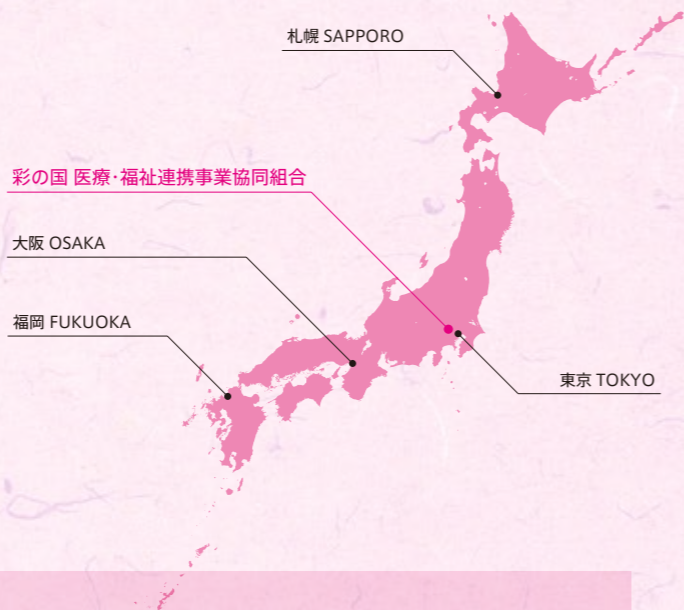 札幌 SAPPORO
彩の国 医療・福祉連携事業協同組合
大阪 OSAKA
福岡 FUKUOKA
東京 TOKYO